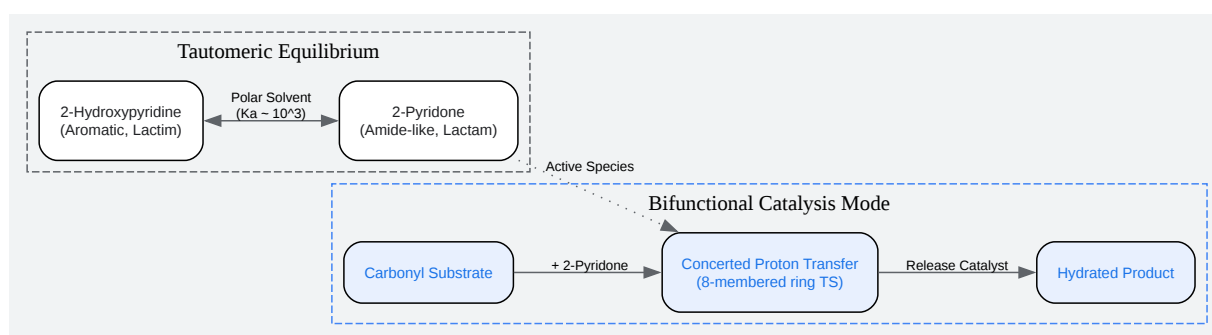 Tautomeric Equilibrium
2-Hydroxypyridine
(Aromatic, Lactim)
Polar Solvent
(Ka ~ 10^3)
2-Pyridone
(Amide-like, Lactam)
Active Species
Bifunctional Catalysis Mode
Carbonyl Substrate
+ 2-Pyridone
Concerted Proton Transfer
(8-membered ring TS)
Release Catalyst
Hydrated Product